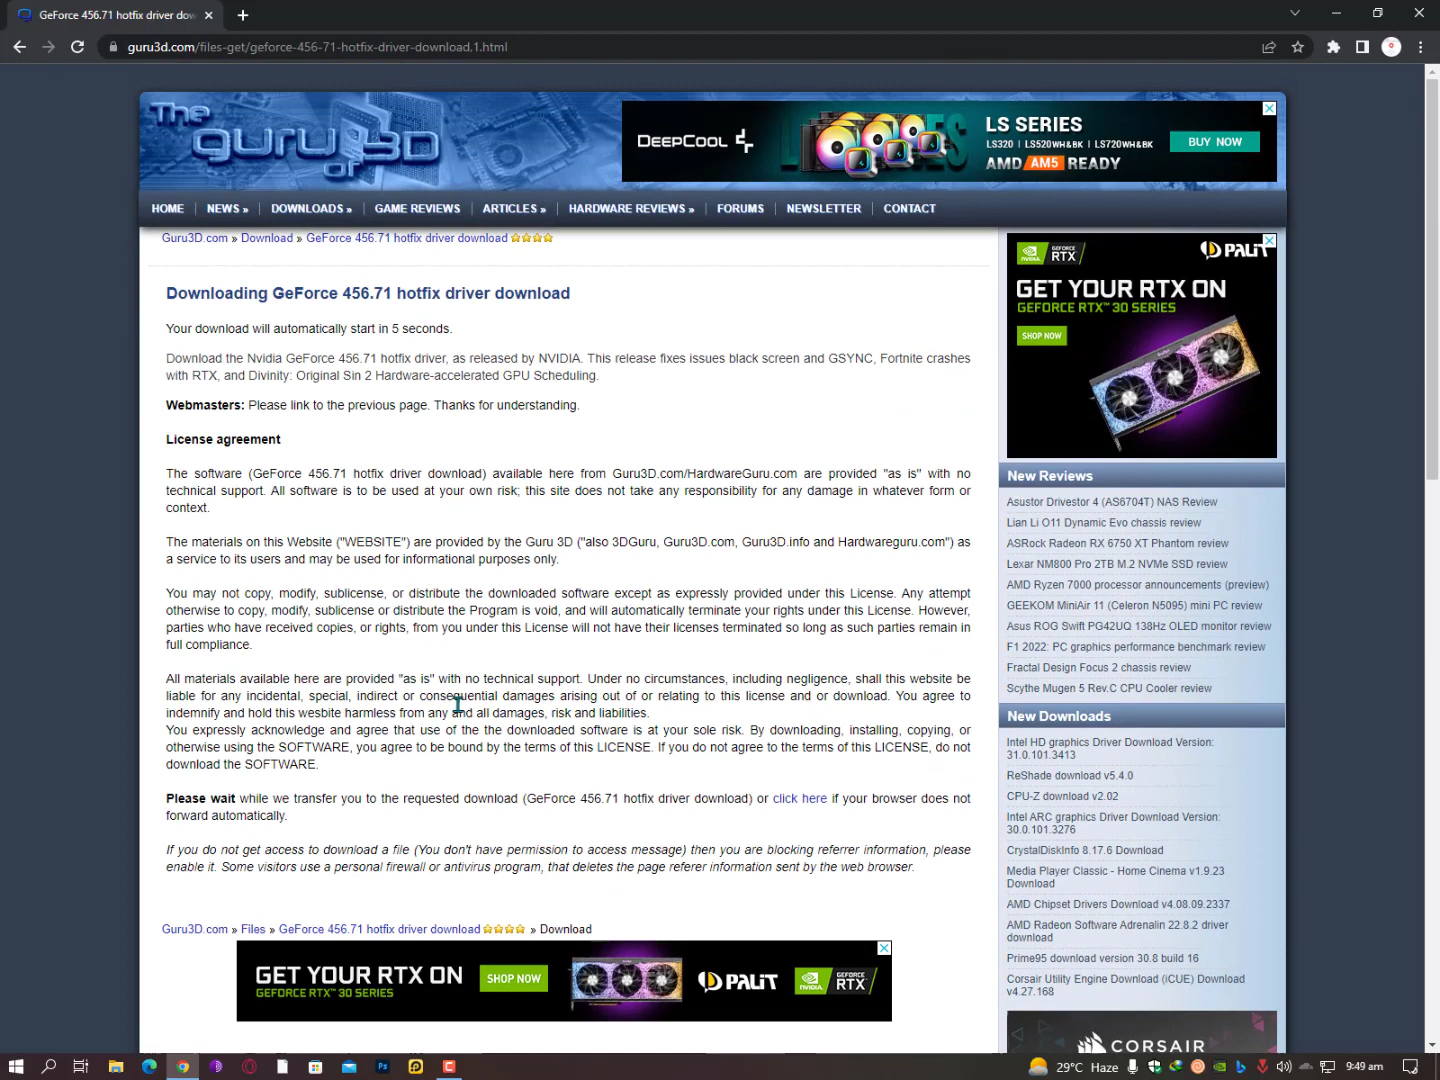 GeForce 456.71 hotfix driver dow
guru3d.com/files-get/geforce-456-71-hotfix-driver-download,1.html
The
guru
of 3D
DEEPCOOL
LS SERIES
LS320 | LS520WH&BK | LS720WH&BK
AMD AM5 READY
BUY NOW
HOME NEWS » DOWNLOADS » GAME REVIEWS ARTICLES » HARDWARE REVIEWS » FORUMS NEWSLETTER CONTACT
Guru3D.com » Download » GeForce 456.71 hotfix driver download
Downloading GeForce 456.71 hotfix driver download
Your download will automatically start in 5 seconds.
Download the Nvidia GeForce 456.71 hotfix driver, as released by NVIDIA. This release fixes issues black screen and GSYNC, Fortnite crashes
with RTX, and Divinity: Original Sin 2 Hardware-accelerated GPU Scheduling.
Webmasters: Please link to the previous page. Thanks for understanding.
License agreement
The software (GeForce 456.71 hotfix driver download) available here from Guru3D.com/HardwareGuru.com are provided "as is" with no
technical support. All software is to be used at your own risk; this site does not take any responsibility for any damage in whatever form or
context.
The materials on this Website ("WEBSITE") are provided by the Guru 3D ("also 3DGuru, Guru3D.com, Guru3D.info and Hardwareguru.com") as
a service to its users and may be used for informational purposes only.
You may not copy, modify, sublicense, or distribute the downloaded software except as expressly provided under this License. Any attempt
otherwise to copy, modify, sublicense or distribute the Program is void, and will automatically terminate your rights under this License. However,
parties who have received copies, or rights, from you under this License will not have their licenses terminated so long as such parties remain in
full compliance.
All materials available here are provided "as is" with no technical support. Under no circumstances, including negligence, shall this website be
liable for any incidental, special, indirect or consequential damages arising out of or relating to this license and or download. You agree to
indemnify and hold this wesbite harmless from any and all damages, risk and liabilities.
You expressly acknowledge and agree that use of the the downloaded software is at your sole risk. By downloading, installing, copying, or
otherwise using the SOFTWARE, you agree to be bound by the terms of this LICENSE. If you do not agree to the terms of this LICENSE, do not
download the SOFTWARE.
Please wait while we transfer you to the requested download (GeForce 456.71 hotfix driver download) or click here if your browser does not
forward automatically.
If you do not get access to download a file (You don't have permission to access message) then you are blocking referrer information, please
enable it. Some visitors use a personal firewall or antivirus program, that deletes the page referer information sent by the web browser.
Guru3D.com » Files » GeForce 456.71 hotfix driver download » Download
GET YOUR RTX ON
GEFORCE RTX™ 30 SERIES
SHOP NOW
PALIT
NVIDIA
GEFORCE
RTX
NVIDIA
GEFORCE
RTX
PALIT
GET YOUR RTX ON
GEFORCE RTX™ 30 SERIES
SHOP NOW
New Reviews
Asustor Drivestor 4 (AS6704T) NAS Review
Lian Li O11 Dynamic Evo chassis review
ASRock Radeon RX 6750 XT Phantom review
Lexar NM800 Pro 2TB M.2 NVMe SSD review
AMD Ryzen 7000 processor announcements (preview)
GEEKOM MiniAir 11 (Celeron N5095) mini PC review
Asus ROG Swift PG42UQ 138Hz OLED monitor review
F1 2022: PC graphics performance benchmark review
Fractal Design Focus 2 chassis review
Scythe Mugen 5 Rev.C CPU Cooler review
New Downloads
Intel HD graphics Driver Download Version:
31.0.101.3413
ReShade download v5.4.0
CPU-Z download v2.02
Intel ARC graphics Driver Download Version:
30.0.101.3276
CrystalDiskInfo 8.17.6 Download
Media Player Classic - Home Cinema v1.9.23
Download
AMD Chipset Drivers Download v4.08.09.2337
AMD Radeon Software Adrenalin 22.8.2 driver
download
Prime95 download version 30.8 build 16
Corsair Utility Engine Download (iCUE) Download
v4.27.168
CORSAIR
Ps
29°C Haze
9:49 am